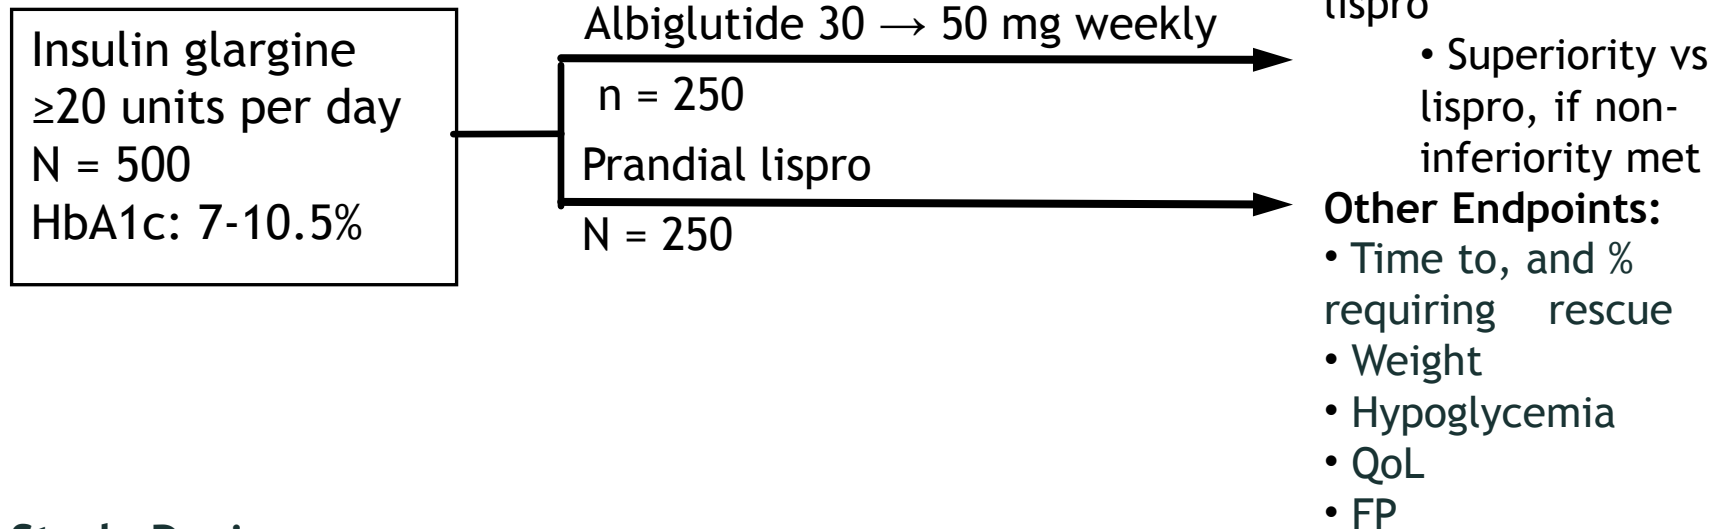 Insulin glargine
≥20 units per day
N = 500
HbA1c: 7-10.5%
Albiglutide 30 → 50 mg weekly
n = 250
Prandial lispro
N = 250
lispro
• Superiority vs
lispro, if non-
inferiority met
Other Endpoints:
• Time to, and %
requiring rescue
• Weight
• Hypoglycemia
• QoL
• FP